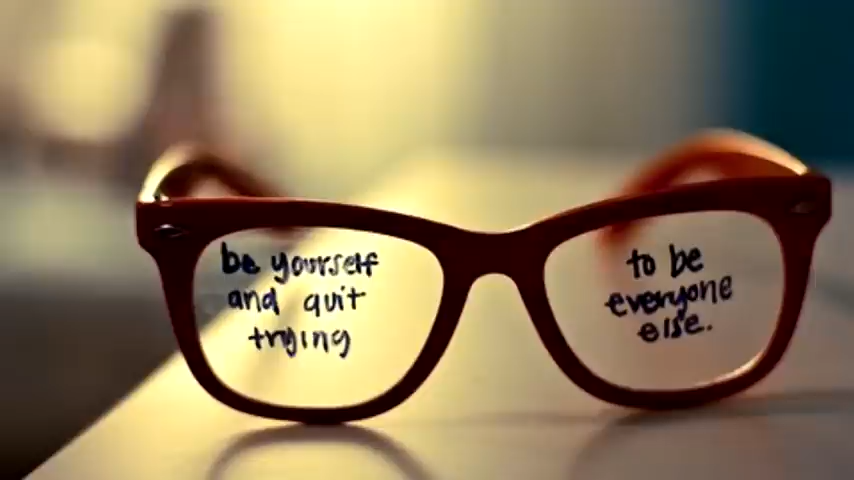 be yourself
and quit
trying
to be
everyone
else.